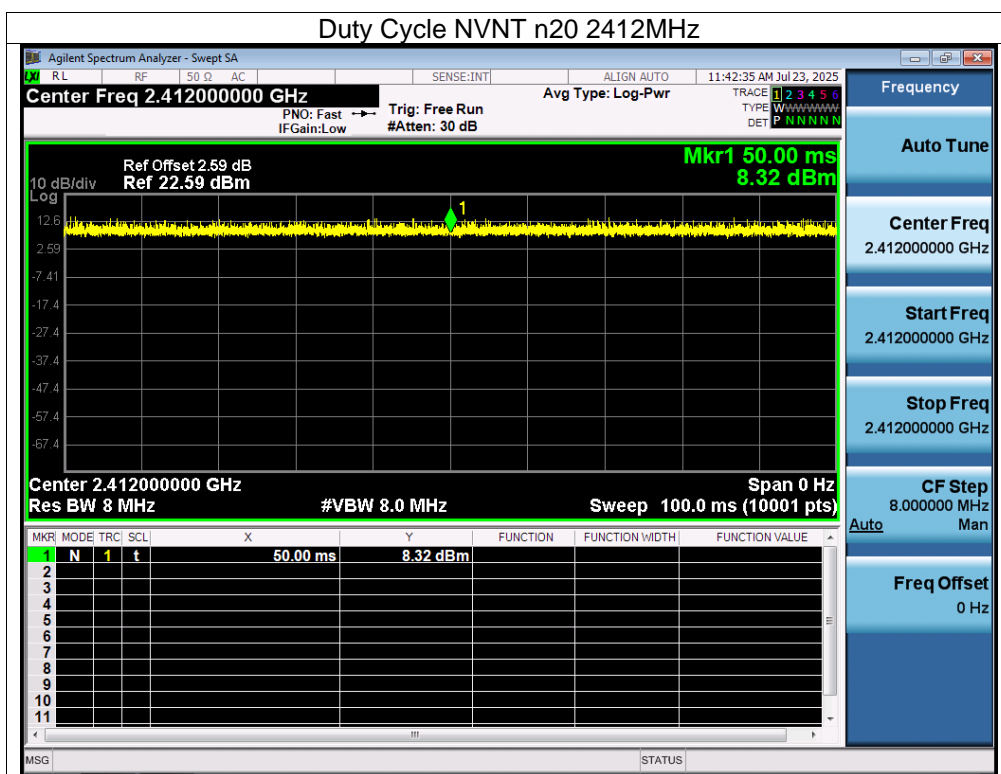 Duty Cycle NVNT n20 2412MHz
Agilent Spectrum Analyzer - Swept SA
LXI RL RF 50 Ω AC SENSE:INT ALIGN AUTO 11:42:35 AM Jul 23, 2025
Center Freq 2.412000000 GHz
PNO: Fast
IFGain:Low
Trig: Free Run
#Atten: 30 dB
Avg Type: Log-Pwr
TRACE 1 2 3 4 5 6
TYPE WWWWWWW
DET P N N N N N
Ref Offset 2.59 dB
10 dB/div Ref 22.59 dBm
Log
Mkr1 50.00 ms
8.32 dBm
1
12.6
2.59
-7.41
-17.4
-27.4
-37.4
-47.4
-57.4
-67.4
Center 2.412000000 GHz Span 0 Hz
Res BW 8 MHz #VBW 8.0 MHz Sweep 100.0 ms (10001 pts)
MKR MODE TRC SCL X Y FUNCTION FUNCTION WIDTH FUNCTION VALUE
1 N 1 t 50.00 ms 8.32 dBm
2
3
4
5
6
7
8
9
10
11
MSG STATUS
Frequency
Auto Tune
Center Freq
2.412000000 GHz
Start Freq
2.412000000 GHz
Stop Freq
2.412000000 GHz
CF Step
8.000000 MHz
Auto Man
Freq Offset
0 Hz